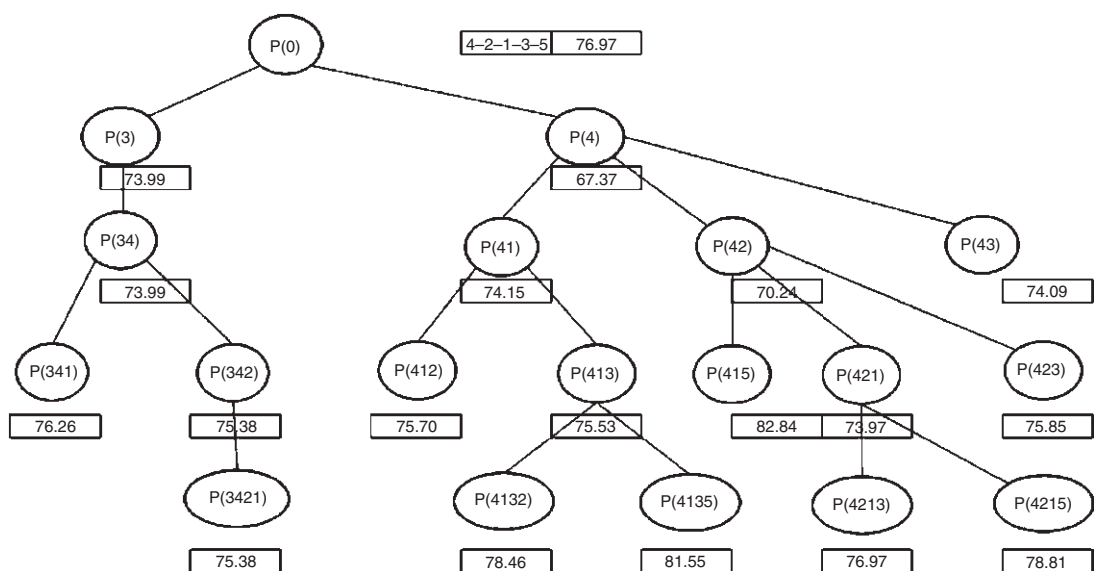 P(0)
4–2–1–3–5 76.97
P(3) P(4)
73.99 67.37
P(34) P(41) P(42) P(43)
73.99 74.15 70.24 74.09
P(341) P(342) P(412) P(413) P(415) P(421) P(423)
76.26 75.38 75.70 75.53 82.84 73.97 75.85
P(3421) P(4132) P(4135) P(4213) P(4215)
75.38 78.46 81.55 76.97 78.81